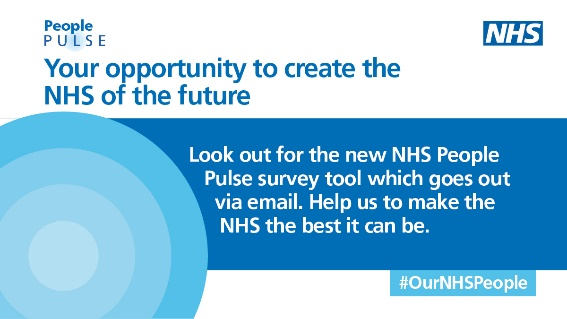 People
PULSE
NHS
Your opportunity to create the
NHS of the future
Look out for the new NHS People
Pulse survey tool which goes out
via email. Help us to make the
NHS the best it can be.
#OurNHSPeople